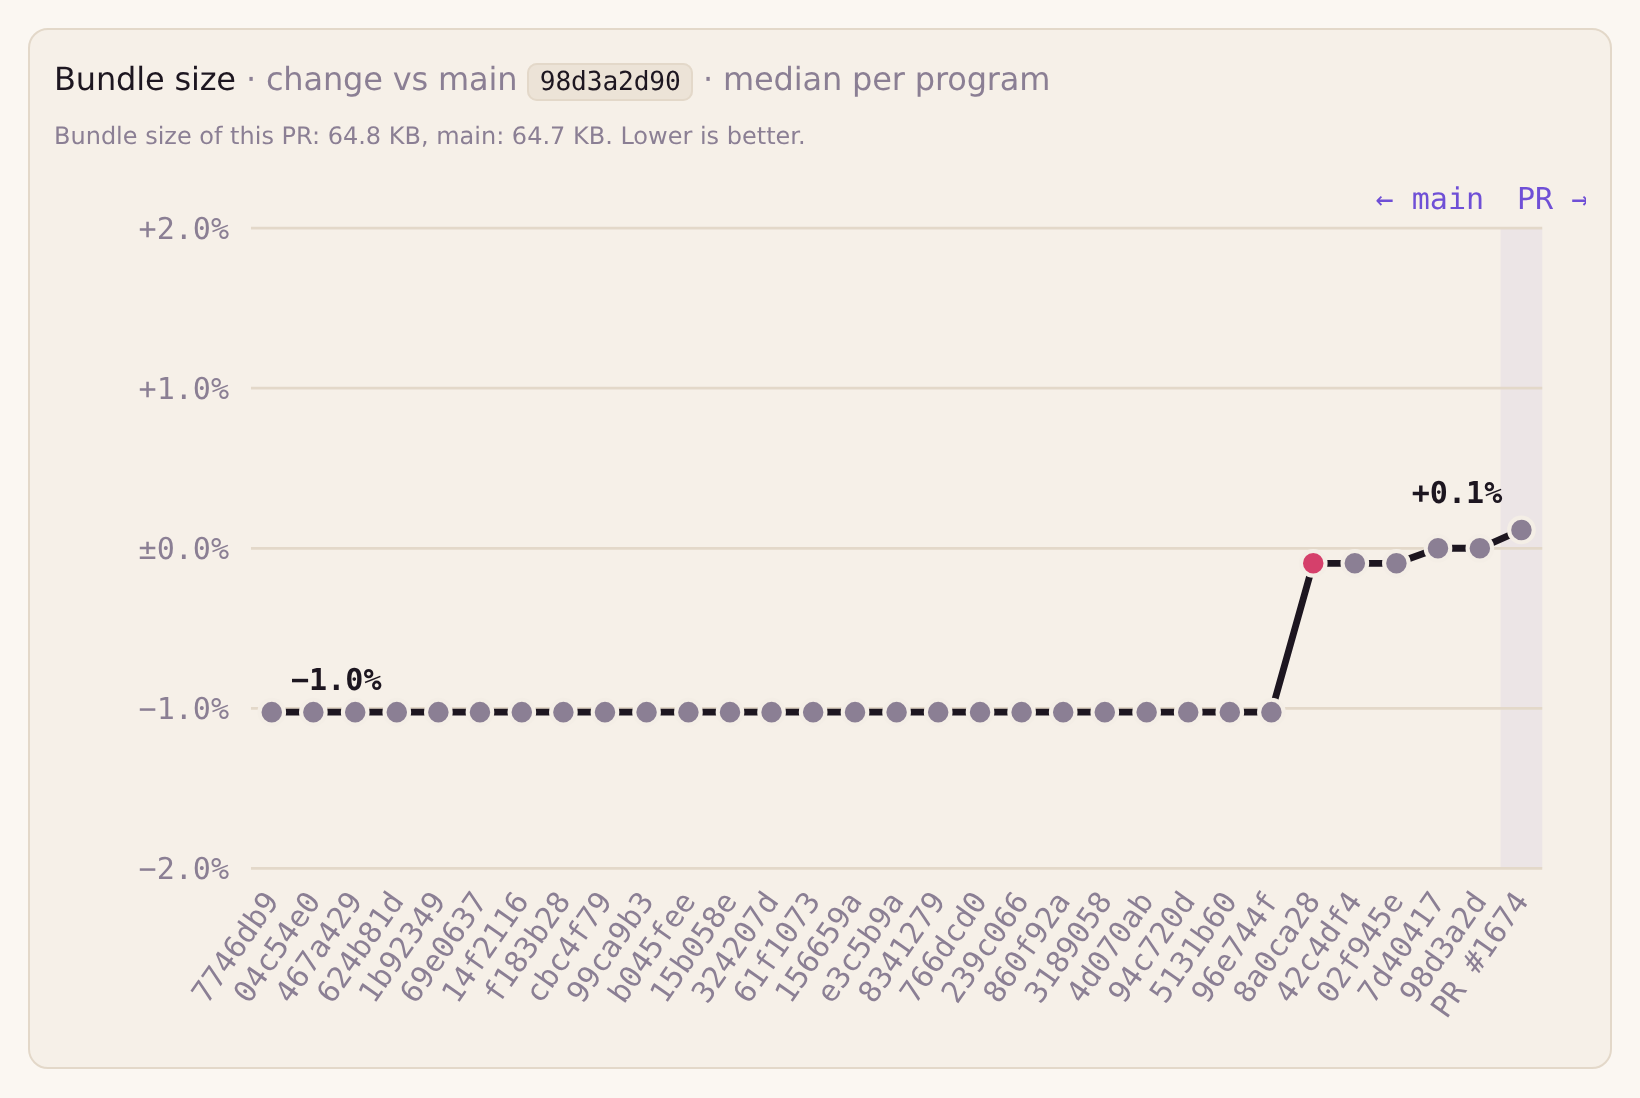 Bundle size · change vs main 98d3a2d90 · median per program
Bundle size of this PR: 64.8 KB, main: 64.7 KB. Lower is better.
← main PR →
+2.0%
+1.0%
±0.0%
−1.0%
−2.0%
−1.0%
+0.1%
7746db9
04c54e0
467a429
624b81d
1b92349
69e0637
14f2116
f183b28
cbc4f79
99ca9b3
b045fee
15b058e
324207d
61f1073
156659a
e3c5b9a
8341279
766dcd0
239c066
860f92a
3189058
4d070ab
94c720d
5131b60
96e744f
8a0ca28
42c4df4
02f945e
7d40417
98d3a2d
PR #1674